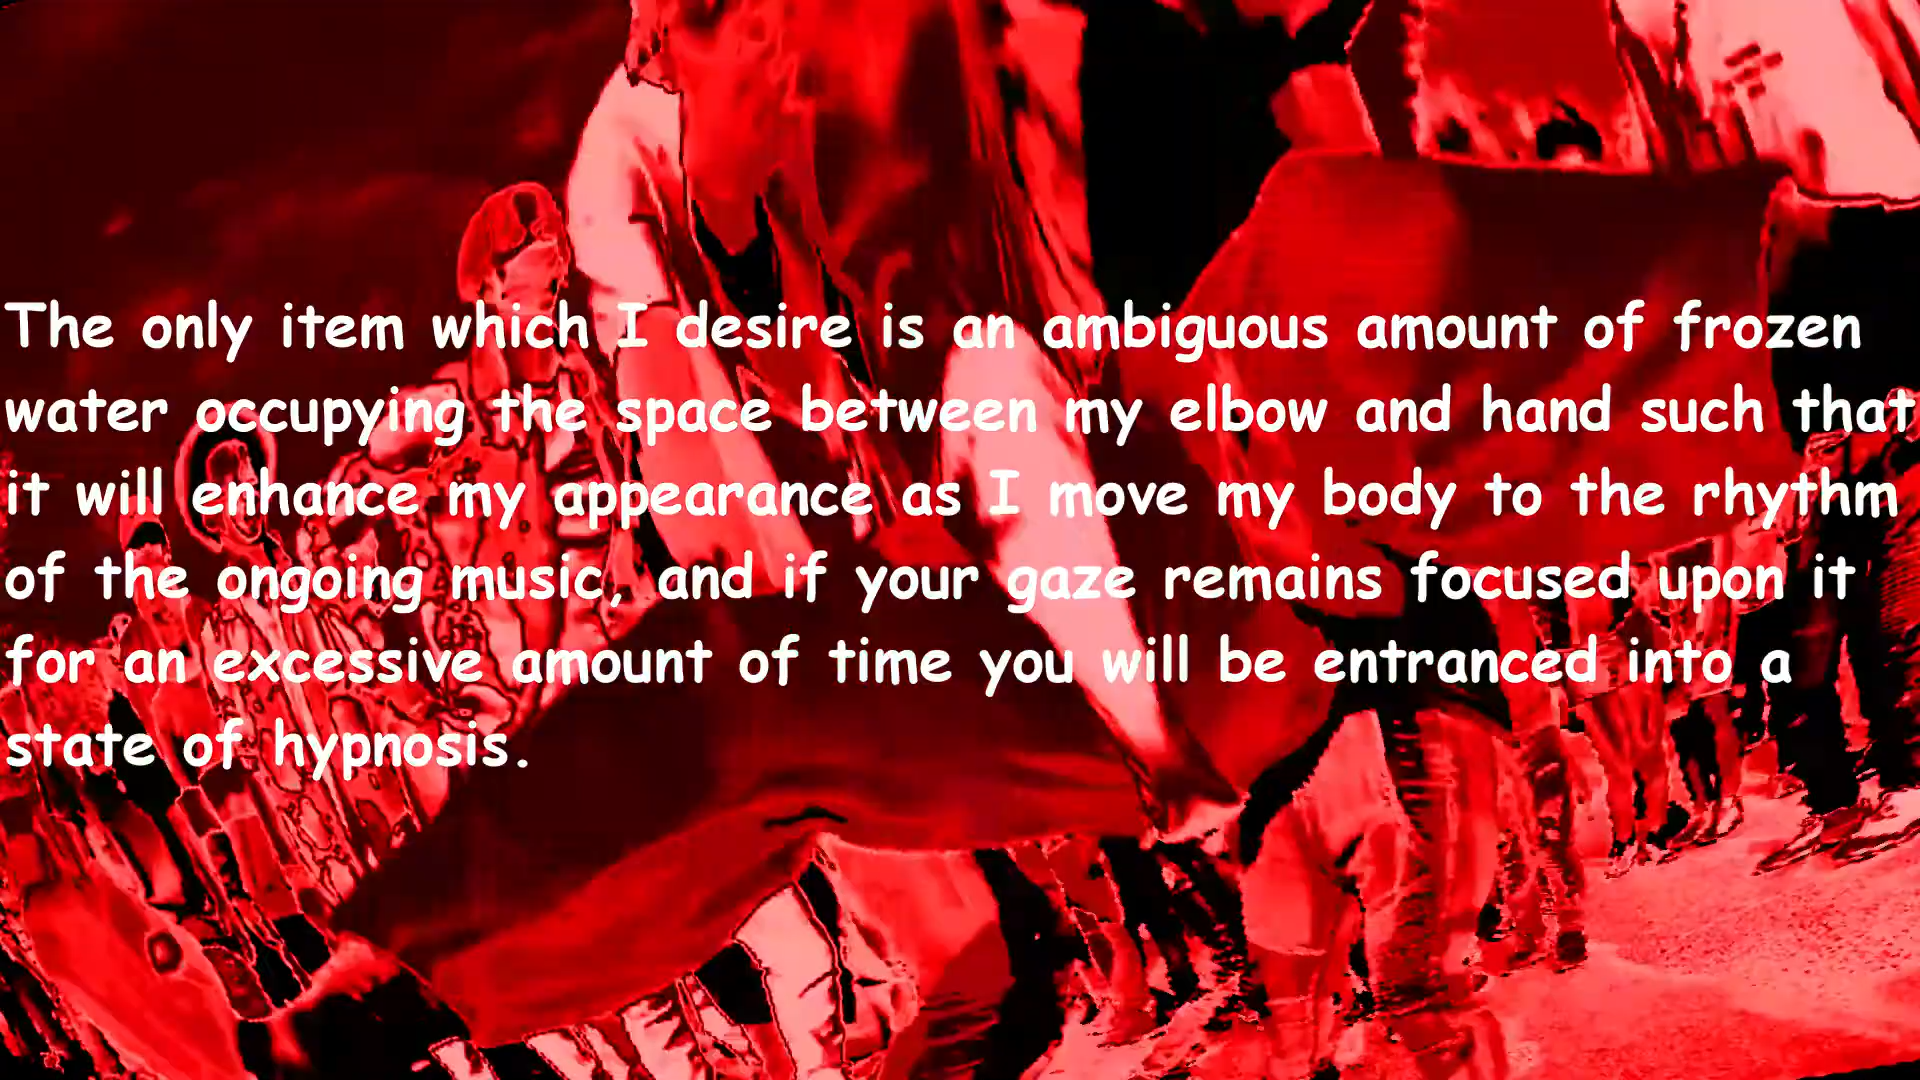 The only item which I desire is an ambiguous amount of frozen
water occupying the space between my elbow and hand such that
it will enhance my appearance as I move my body to the rhythm
of the ongoing music, and if your gaze remains focused upon it
for an excessive amount of time you will be entranced into a
state of hypnosis.